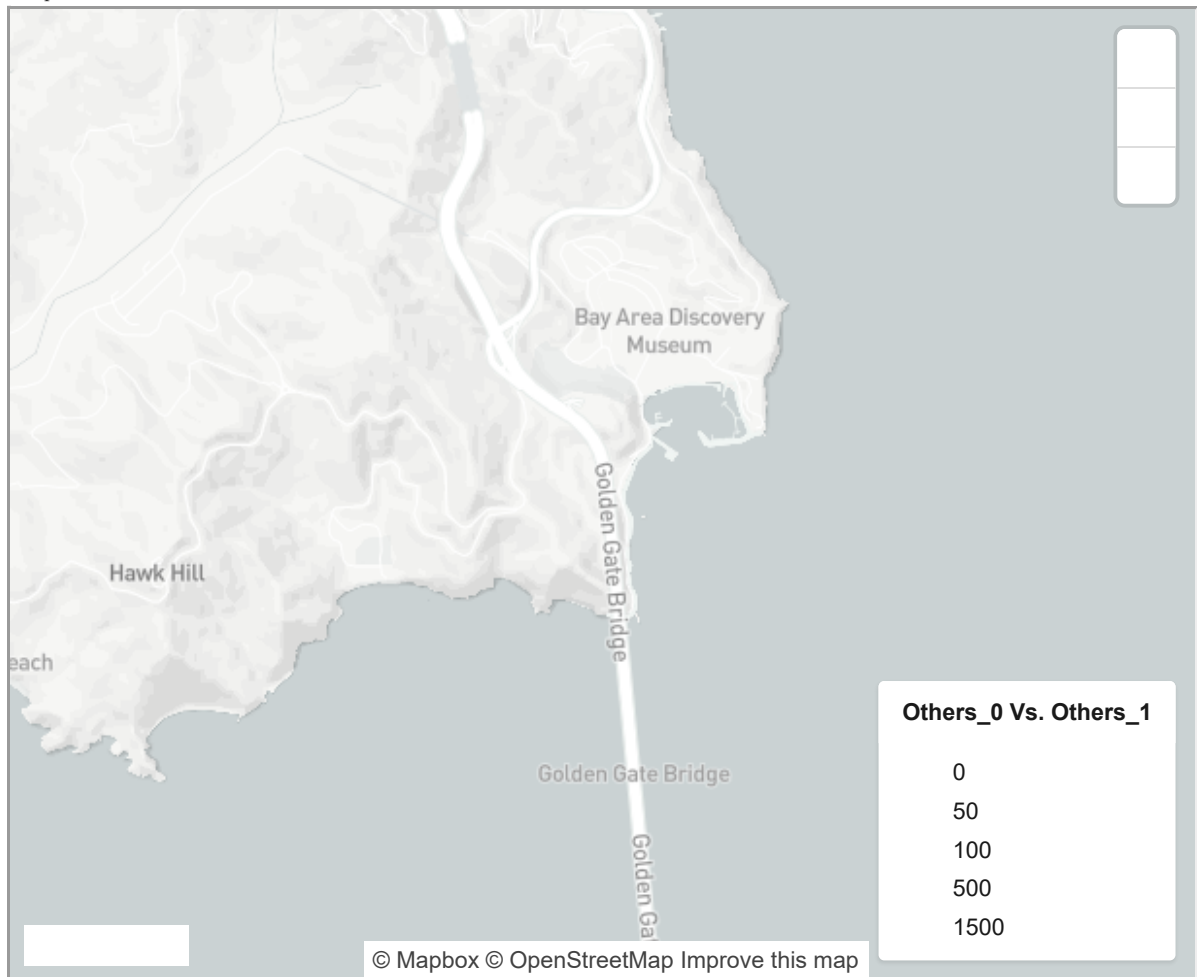 Bay Area Discovery
Museum
Golden Gate Bridge
Hawk Hill
each
Others_0 Vs. Others_1
0
50
100
500
1500
Golden Gate Bridge
Golden Ga
© Mapbox © OpenStreetMap Improve this map